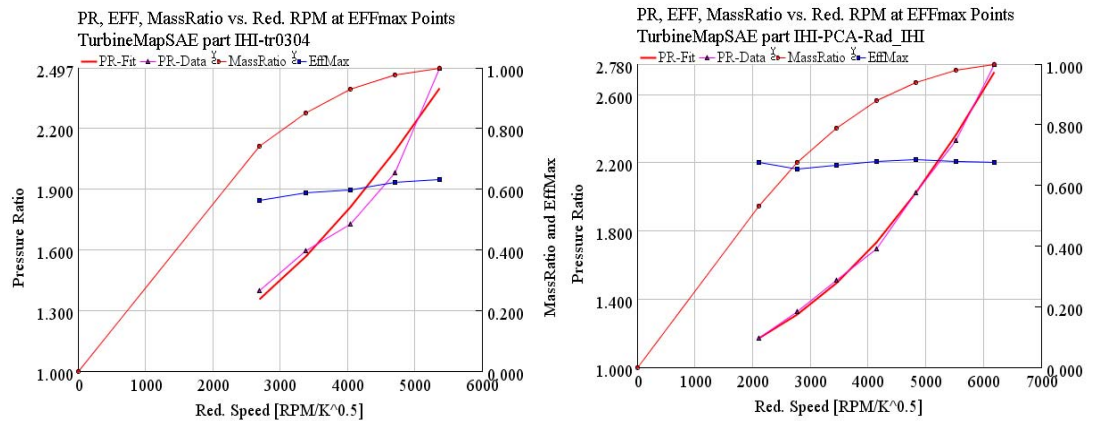 PR, EFF, MassRatio vs. Red. RPM at EFFmax Points
TurbineMapSAE part IHI-tr0304
PR-Fit PR-Data MassRatio EffMax
2.497
2.200
1.900
1.600
1.300
1.000
Pressure Ratio
1.000
0.800
0.600
0.400
0.200
0.000
MassRatio and EffMax
0 1000 2000 3000 4000 5000 6000
Red. Speed [RPM/K^0.5]
PR, EFF, MassRatio vs. Red. RPM at EFFmax Points
TurbineMapSAE part IHI-PCA-Rad_IHI
PR-Fit PR-Data MassRatio EffMax
2.780
2.600
2.200
1.800
1.400
1.000
Pressure Ratio
1.000
0.800
0.600
0.400
0.200
0.000
0 1000 2000 3000 4000 5000 6000 7000
Red. Speed [RPM/K^0.5]